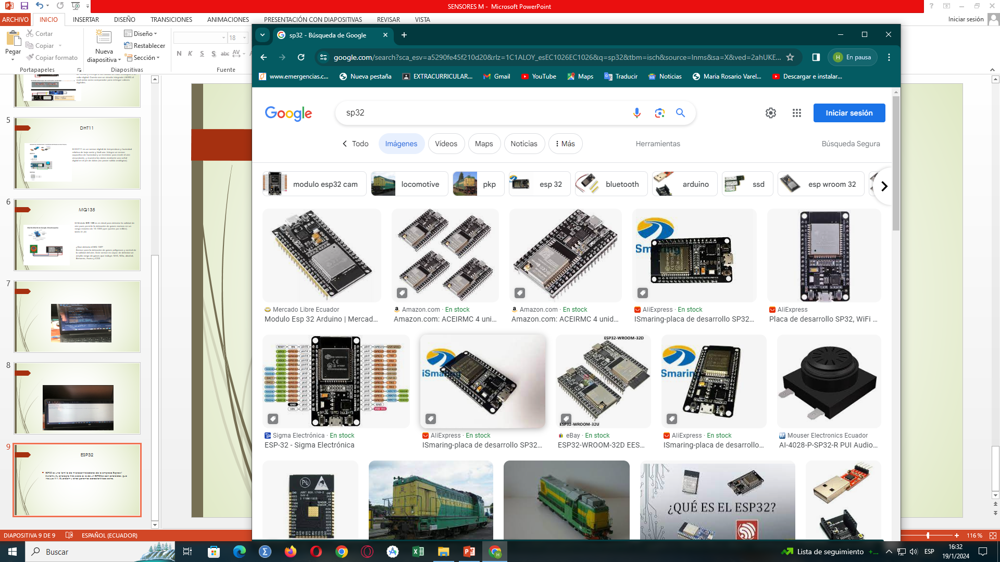 SENSORES M - Microsoft PowerPoint
ARCHIVO INICIO INSERTAR DISEÑO TRANSICIONES ANIMACIONES PRESENTACIÓN CON DIAPOSITIVAS REVISAR VISTA
Iniciar sesión
Pegar
Cortar
Copiar
Copiar formato
Portapapeles
Nueva diapositiva
Diseño
Restablecer
Sección
Diapositivas
18
N K S S abc AV
Fuente
sp32 - Búsqueda de Google
google.com/search?sca_esv=a5290fe45f210d20&rlz=1C1ALOY_esEC1026EC1026&q=sp32&tbm=isch&source=lnms&sa=X&ved=2ahUKE...
H En pausa
www.emergencias.c... Nueva pestaña EXTRACURRICULAR... Gmail YouTube Maps Traducir Noticias Maria Rosario Varel... Descargar e instalar...
Google
sp32
Iniciar sesión
Todo Imágenes Vídeos Maps Noticias Más Herramientas Búsqueda Segura
modulo esp32 cam locomotive pkp esp 32 bluetooth arduino ssd esp wroom 32
Smaring
Mercado Libre Ecuador
Modulo Esp 32 Arduino | Mercad...
Amazon.com · En stock
Amazon.com: ACEIRMC 4 uni...
Amazon.com · En stock
Amazon.com: ACEIRMC 4 unid...
AliExpress · En stock
ISmaring-placa de desarrollo SP32...
AliExpress
Placa de desarrollo SP32, WiFi ...
iSmaring
ESP32-WROOM-32D
ESP32-WROOM-32U
Smaring
Sigma Electrónica · En stock
ESP-32 - Sigma Electrónica
AliExpress · En stock
ISmaring-placa de desarrollo SP32...
eBay · En stock
ESP32-WROOM-32D EES...
AliExpress · En stock
ISmaring-placa de desarrollo...
Mouser Electronics Ecuador
AI-4028-P-SP32-R PUI Audio...
¿QUÉ ES EL ESP32?
5
DHT11
6
MQ135
7
8
9
ESP32
DIAPOSITIVA 9 DE 9 ESPAÑOL (ECUADOR)
116 %
Buscar
Lista de seguimiento
ESP
16:32
19/1/2024